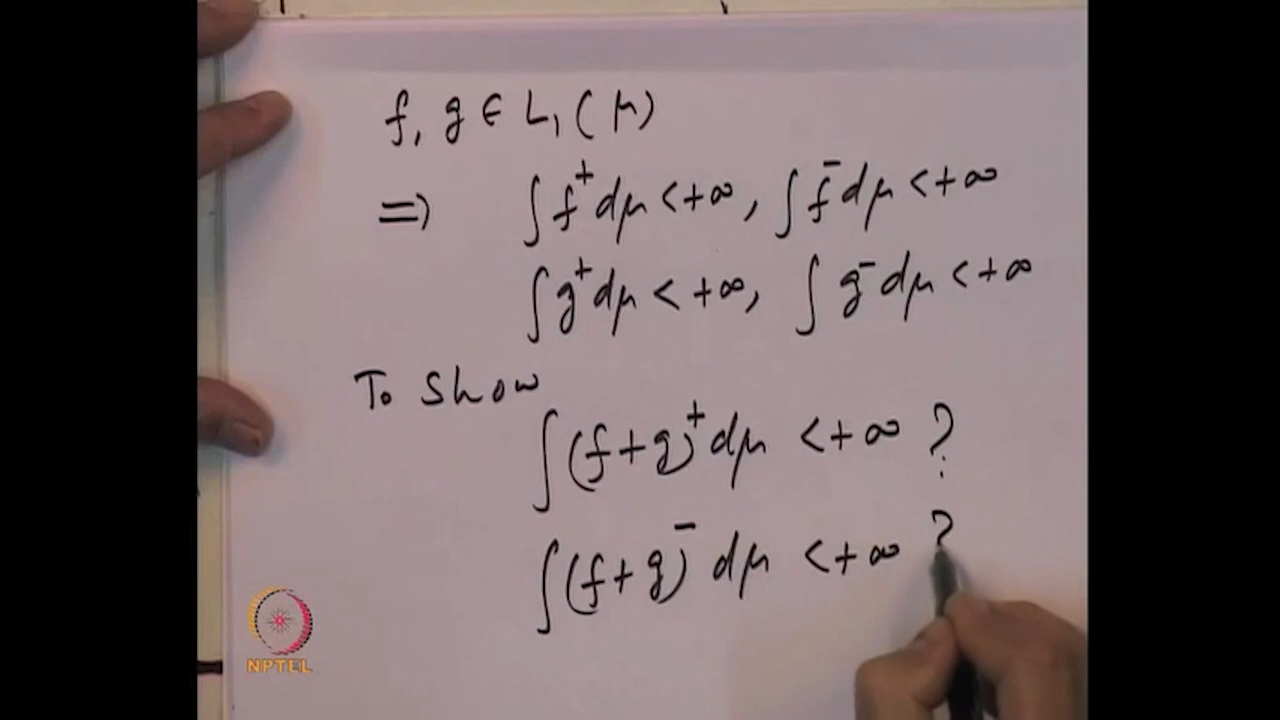 f, g ∈ L₁(μ)
=> ∫f⁺dμ < +∞, ∫f⁻dμ < +∞
∫g⁺dμ < +∞, ∫g⁻dμ < +∞
To Show
∫(f+g)⁺dμ < +∞ ?
∫(f+g)⁻dμ < +∞ ?
NPTEL